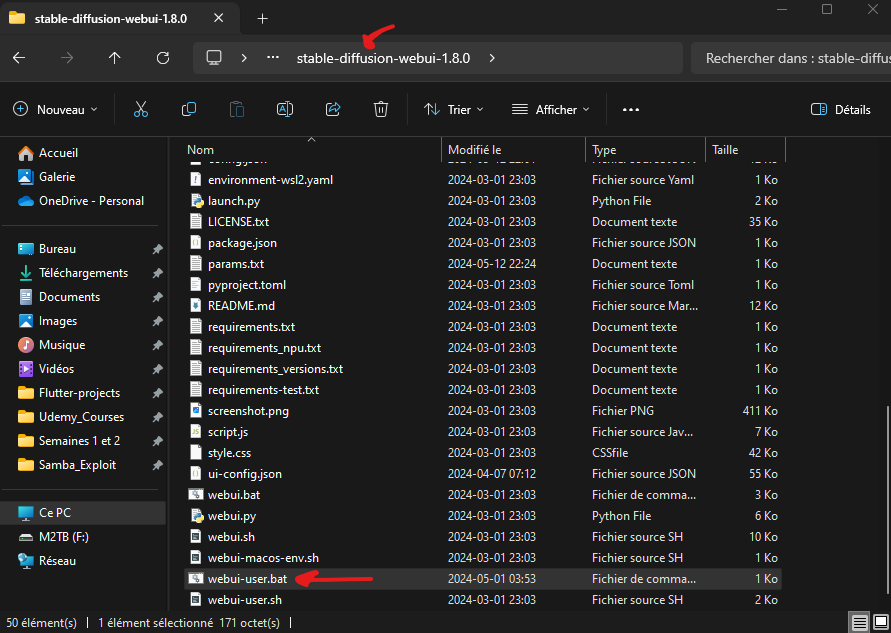 stable-diffusion-webui-1.8.0
stable-diffusion-webui-1.8.0
Rechercher dans : stable-diffus
Nouveau
Trier
Afficher
Détails
Nom Modifié le Type Taille
Accueil
Galerie
OneDrive - Personal
Bureau
Téléchargements
Documents
Images
Musique
Vidéos
Flutter-projects
Udemy_Courses
Semaines 1 et 2
Samba_Exploit
Ce PC
M2TB (F:)
Réseau
environment-wsl2.yaml 2024-03-01 23:03 Fichier source Yaml 1 Ko
launch.py 2024-03-01 23:03 Python File 2 Ko
LICENSE.txt 2024-03-01 23:03 Document texte 35 Ko
package.json 2024-03-01 23:03 Fichier source JSON 1 Ko
params.txt 2024-05-12 22:24 Document texte 1 Ko
pyproject.toml 2024-03-01 23:03 Fichier source Toml 1 Ko
README.md 2024-03-01 23:03 Fichier source Mar... 12 Ko
requirements.txt 2024-03-01 23:03 Document texte 1 Ko
requirements_npu.txt 2024-03-01 23:03 Document texte 1 Ko
requirements_versions.txt 2024-03-01 23:03 Document texte 1 Ko
requirements-test.txt 2024-03-01 23:03 Document texte 1 Ko
screenshot.png 2024-03-01 23:03 Fichier PNG 411 Ko
script.js 2024-03-01 23:03 Fichier source Jav... 7 Ko
style.css 2024-03-01 23:03 CSSfile 42 Ko
ui-config.json 2024-04-07 07:12 Fichier source JSON 55 Ko
webui.bat 2024-03-01 23:03 Fichier de comma... 3 Ko
webui.py 2024-03-01 23:03 Python File 6 Ko
webui.sh 2024-03-01 23:03 Fichier source SH 10 Ko
webui-macos-env.sh 2024-03-01 23:03 Fichier source SH 1 Ko
webui-user.bat 2024-05-01 03:53 Fichier de comma... 1 Ko
webui-user.sh 2024-03-01 23:03 Fichier source SH 2 Ko
50 élément(s) 1 élément sélectionné 171 octet(s)